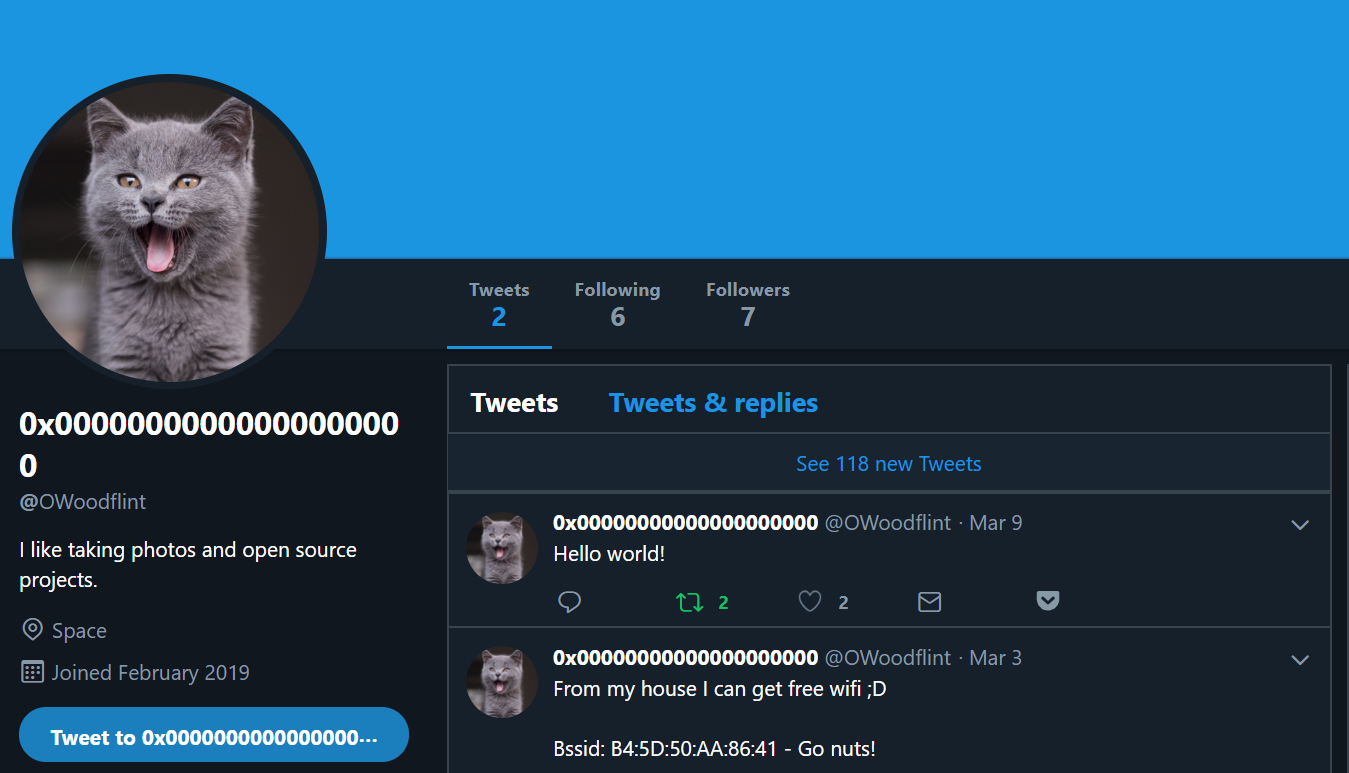 Tweets
2
Following
6
Followers
7
0x0000000000000000000
0
@OWoodflint
I like taking photos and open source
projects.
Space
Joined February 2019
Tweet to 0x0000000000000000...
Tweets
Tweets & replies
See 118 new Tweets
0x00000000000000000000 @OWoodflint · Mar 9
Hello world!
2
2
0x00000000000000000000 @OWoodflint · Mar 3
From my house I can get free wifi ;D
Bssid: B4:5D:50:AA:86:41 - Go nuts!